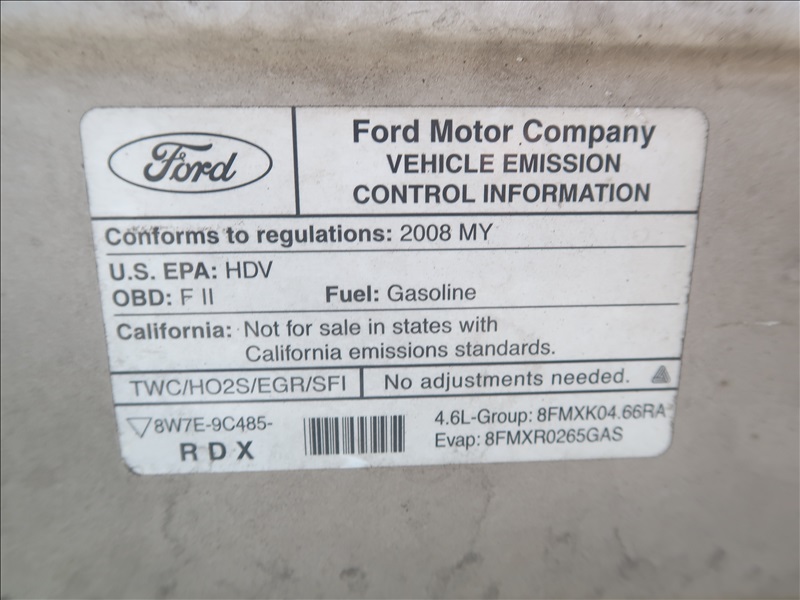 Ford
Ford Motor Company
VEHICLE EMISSION
CONTROL INFORMATION
Conforms to regulations: 2008 MY
U.S. EPA: HDV
OBD: F II Fuel: Gasoline
California: Not for sale in states with
California emissions standards.
TWC/HO2S/EGR/SFI No adjustments needed.
8W7E-9C485-
R D X
4.6L-Group: 8FMXK04.66RA
Evap: 8FMXR0265GAS